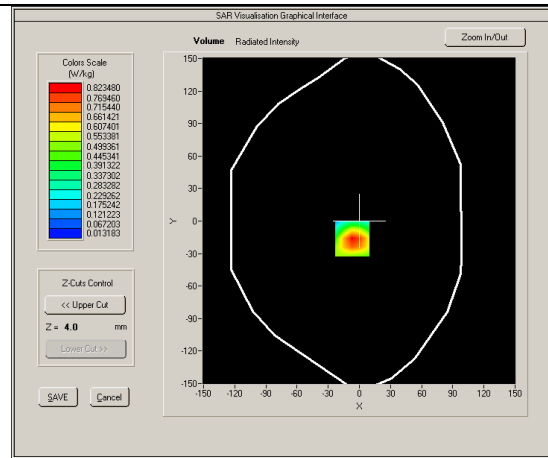 SAR Visualisation Graphical Interface
Volume Radiated Intensity
Zoom In/Out
Colors Scale
(W/kg)
0.823480
0.769460
0.715440
0.661421
0.607401
0.553384
0.499361
0.445341
0.391322
0.337302
0.283282
0.229262
0.175242
0.121223
0.067203
0.013183
Z-Cuts Control
<< Upper Cut
Z = 4.0 mm
Lower Cut >>
SAVE Cancel
150
120
90
60
30
0
-30
-60
-90
-120
-150
Y
-150 -120 -90 -60 -30 0 30 60 90 120 150
X